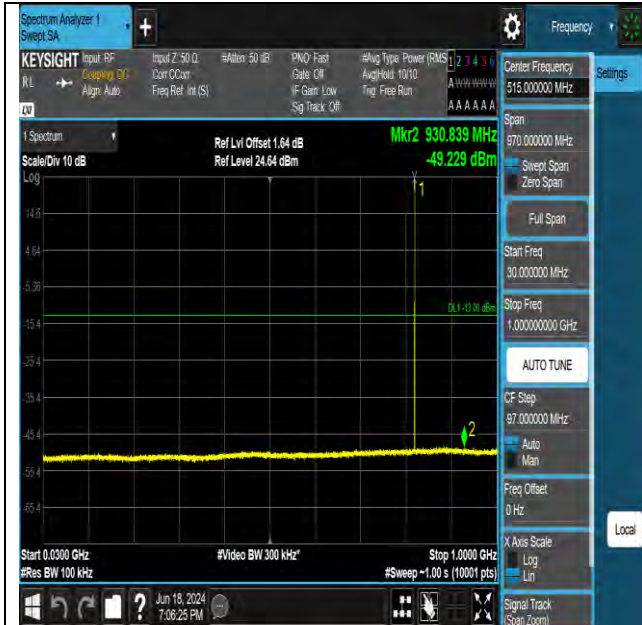 Spectrum Analyzer 1
Swept SA
Frequency
KEYSIGHT
RL
Input: RF
Coupling: DC
Align: Auto
Input Z: 50 Ω
Corr CCorr
Freq Ref: Int (S)
#Atten: 50 dB
PNO: Fast
Gate: Off
IF Gain: Low
Sig Track: Off
#Avg Type: Power (RMS
Avg|Hold: 10/10
Trig: Free Run
1 2 3 4 5 6
A W W W W W
A A A A A A
1 Spectrum
Scale/Div 10 dB
Ref Lvl Offset 1.64 dB
Ref Level 24.64 dBm
Mkr2 930.839 MHz
-49.229 dBm
Log
1
14.6
4.64
-5.36
DL1 -13.00 dBm
-15.4
-25.4
-35.4
-45.4
2
-55.4
-65.4
Start 0.0300 GHz
#Res BW 100 kHz
#Video BW 300 kHz*
Stop 1.0000 GHz
#Sweep ~1.00 s (10001 pts)
Center Frequency
515.000000 MHz
Settings
Span
970.000000 MHz
Swept Span
Zero Span
Full Span
Start Freq
30.000000 MHz
Stop Freq
1.000000000 GHz
AUTO TUNE
CF Step
97.000000 MHz
Auto
Man
Freq Offset
0 Hz
X Axis Scale
Log
Lin
Local
Signal Track
(Span Zoom)
?
Jun 18, 2024
7:06:25 PM